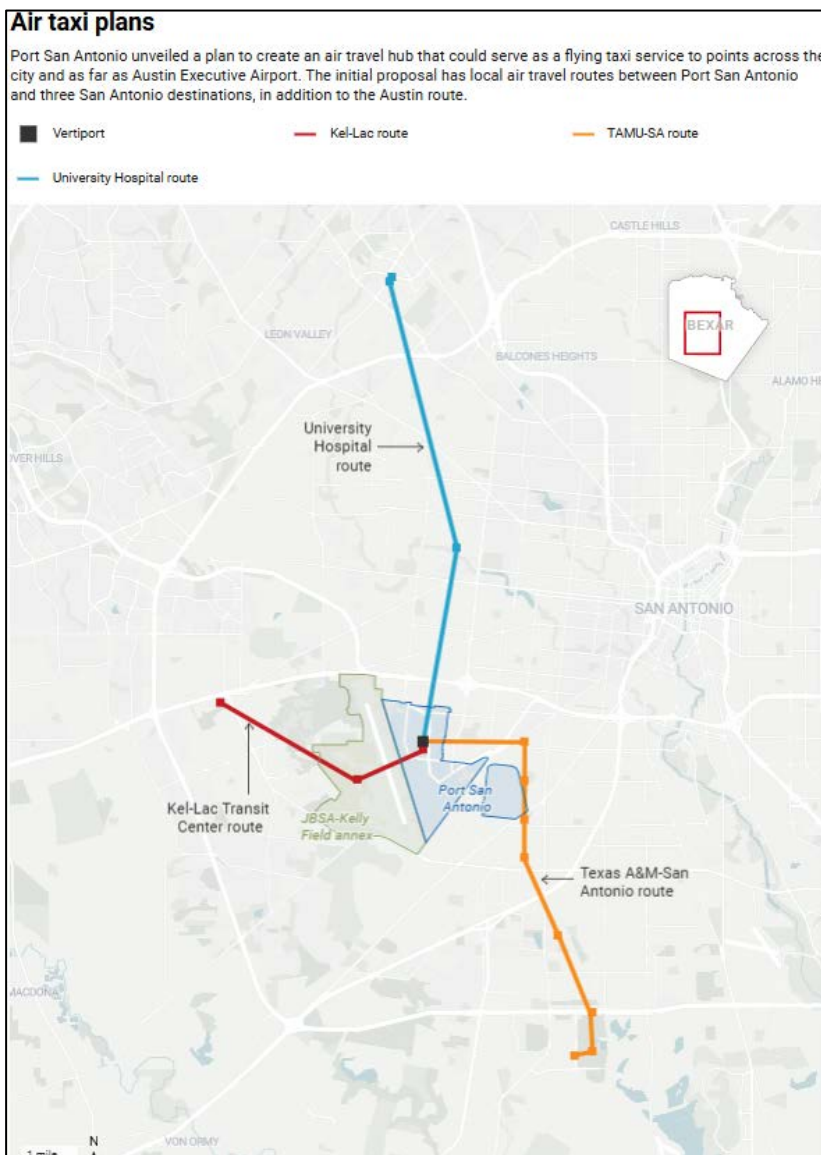 Air taxi plans
Port San Antonio unveiled a plan to create an air travel hub that could serve as a flying taxi service to points across the
city and as far as Austin Executive Airport. The initial proposal has local air travel routes between Port San Antonio
and three San Antonio destinations, in addition to the Austin route.
Vertiport
Kel-Lac route
TAMU-SA route
University Hospital route
CASTLE HILLS
BEXAR
LEON VALLEY
BALCONES HEIGHTS
ALAMO HE
University
Hospital
route
OVER HILLS
SAN ANTONIO
Kel-Lac Transit
Center route
JBSA-Kelly
Field annex
Port San
Antonio
Texas A&M-San
Antonio route
MACDONA
VON ORMY
N